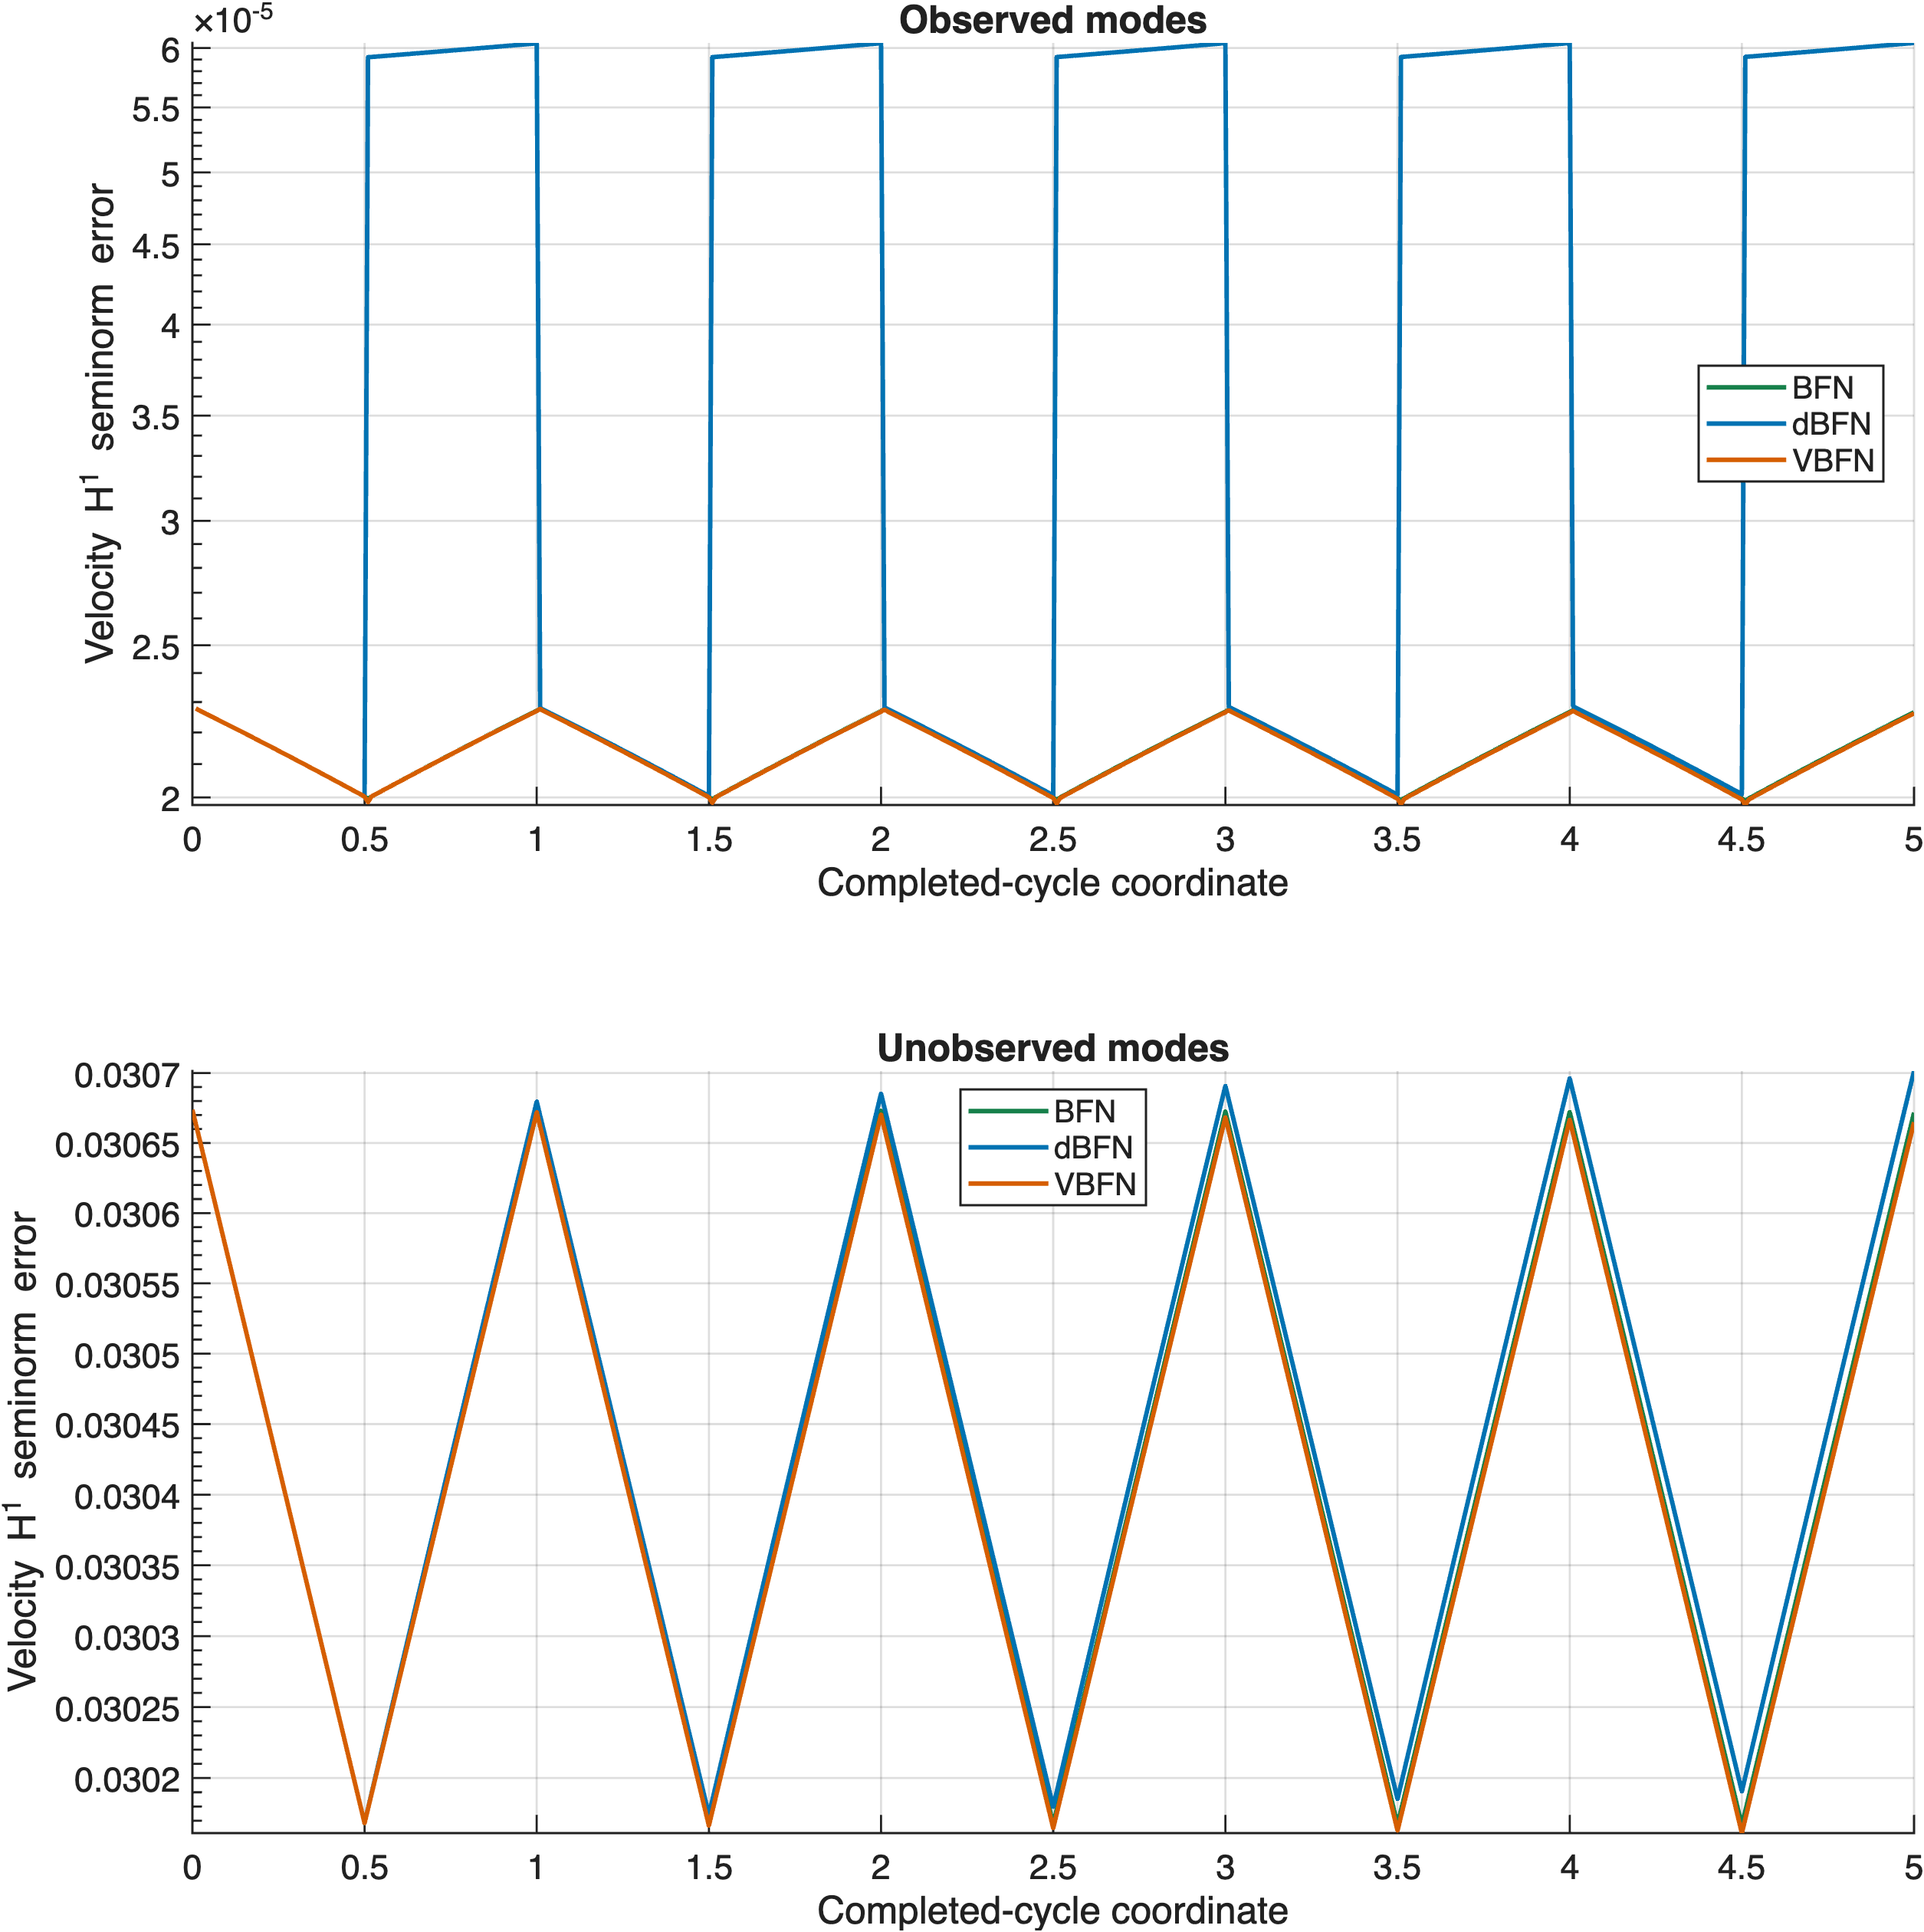 ×10-5
Observed modes
6
5.5
5
4.5
4
3.5
3
2.5
2
Velocity H1 seminorm error
BFN
dBFN
VBFN
0 0.5 1 1.5 2 2.5 3 3.5 4 4.5 5
Completed-cycle coordinate
Unobserved modes
0.0307
0.03065
0.0306
0.03055
0.0305
0.03045
0.0304
0.03035
0.0303
0.03025
0.0302
Velocity H1 seminorm error
BFN
dBFN
VBFN
0 0.5 1 1.5 2 2.5 3 3.5 4 4.5 5
Completed-cycle coordinate